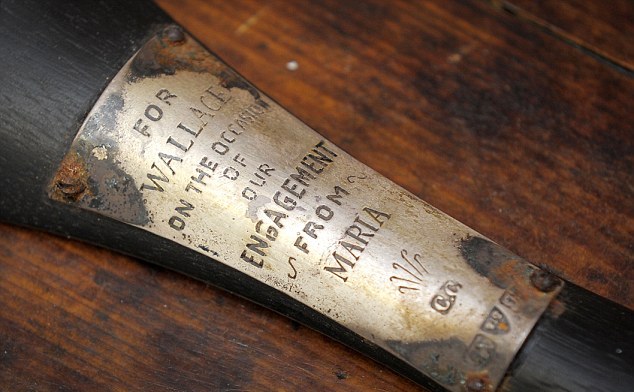 FOR
WALLACE
ON THE OCCASION
OF
OUR
ENGAGEMENT
FROM
MARIA